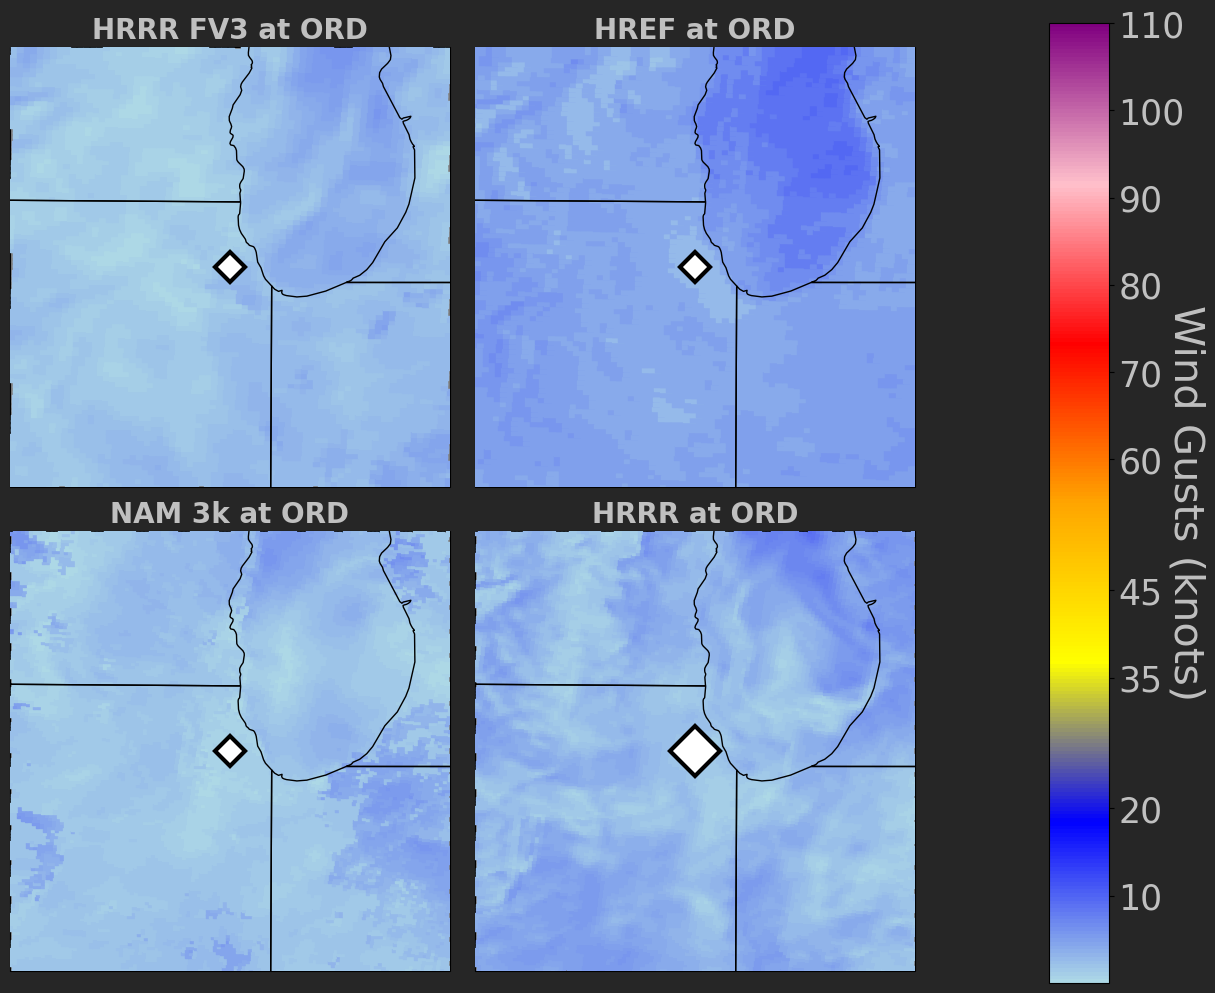 HRRR FV3 at ORD
HREF at ORD
NAM 3k at ORD
HRRR at ORD
110
100
90
80
70
60
45
35
20
10
Wind Gusts (knots)